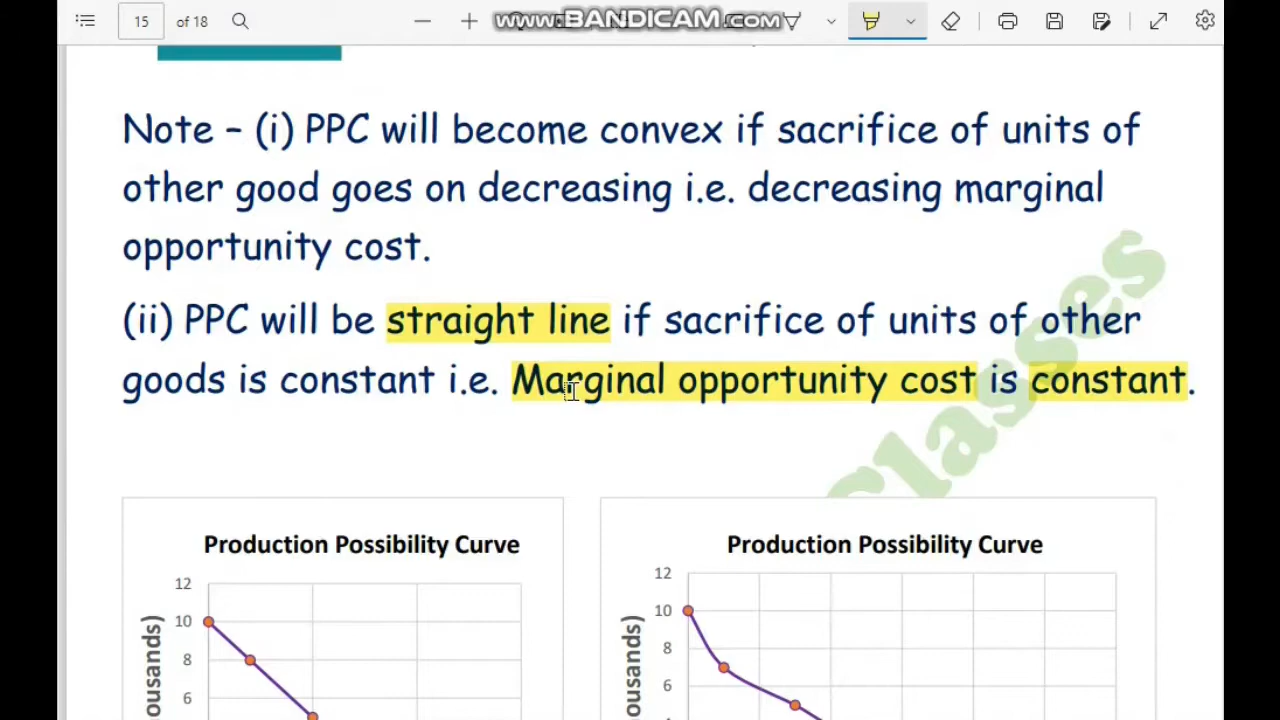 15 of 18
www.BANDICAM.com
Note – (i) PPC will become convex if sacrifice of units of
other good goes on decreasing i.e. decreasing marginal
opportunity cost.
(ii) PPC will be straight line if sacrifice of units of other
goods is constant i.e. Marginal opportunity cost is constant.
Classes
Production Possibility Curve
12
10
8
6
Production Possibility Curve
12
10
8
6